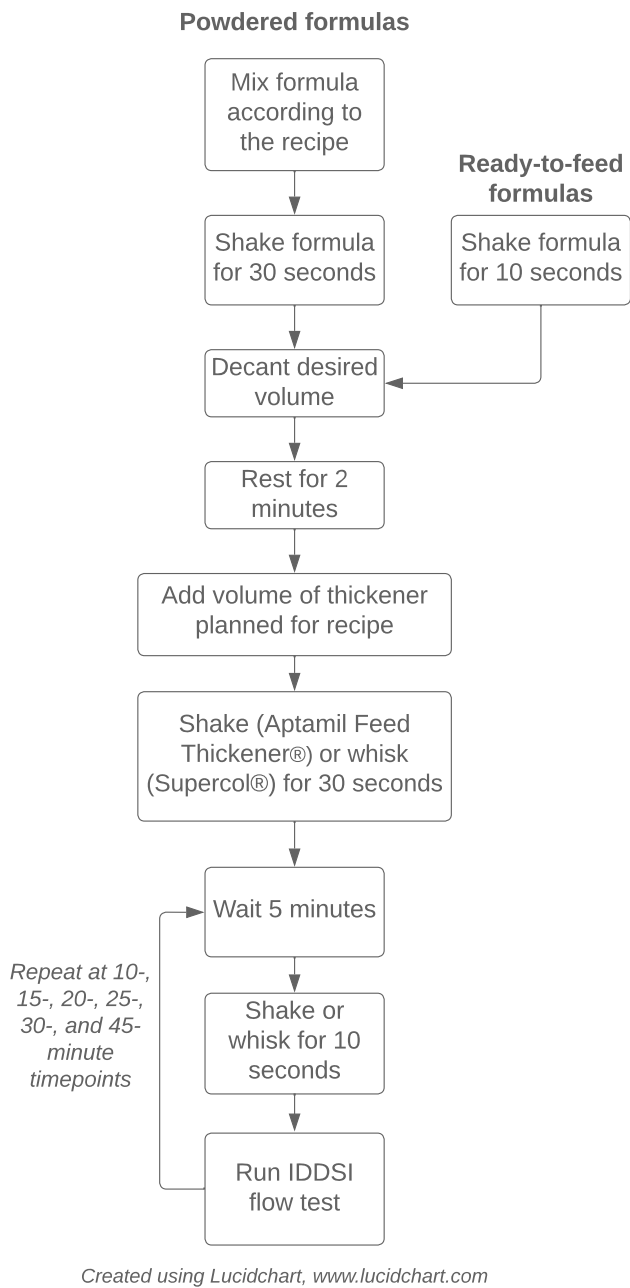 Powdered formulas
Mix formula
according to
the recipe
Ready-to-feed
formulas
Shake formula
for 30 seconds
Shake formula
for 10 seconds
Decant desired
volume
Rest for 2
minutes
Add volume of thickener
planned for recipe
Shake (Aptamil Feed
Thickener®) or whisk
(Supercol®) for 30 seconds
Wait 5 minutes
Repeat at 10-,
15-, 20-, 25-,
30-, and 45-
minute
timepoints
Shake or
whisk for 10
seconds
Run IDDSI
flow test
Created using Lucidchart, www.lucidchart.com